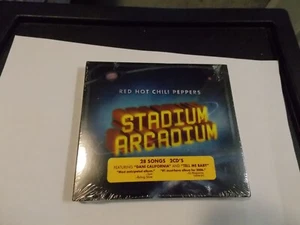 RED HOT CHILI PEPPERS
STADIUM
ARCADIUM
28 SONGS 2CD'S
FEATURING "DANI CALIFORNIA" AND "TELL ME BABY"